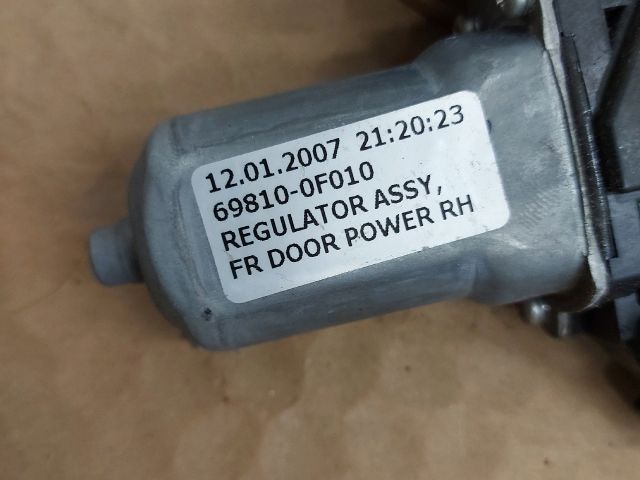 12.01.2007 21:20:23
69810-0F010
REGULATOR ASSY,
FR DOOR POWER RH